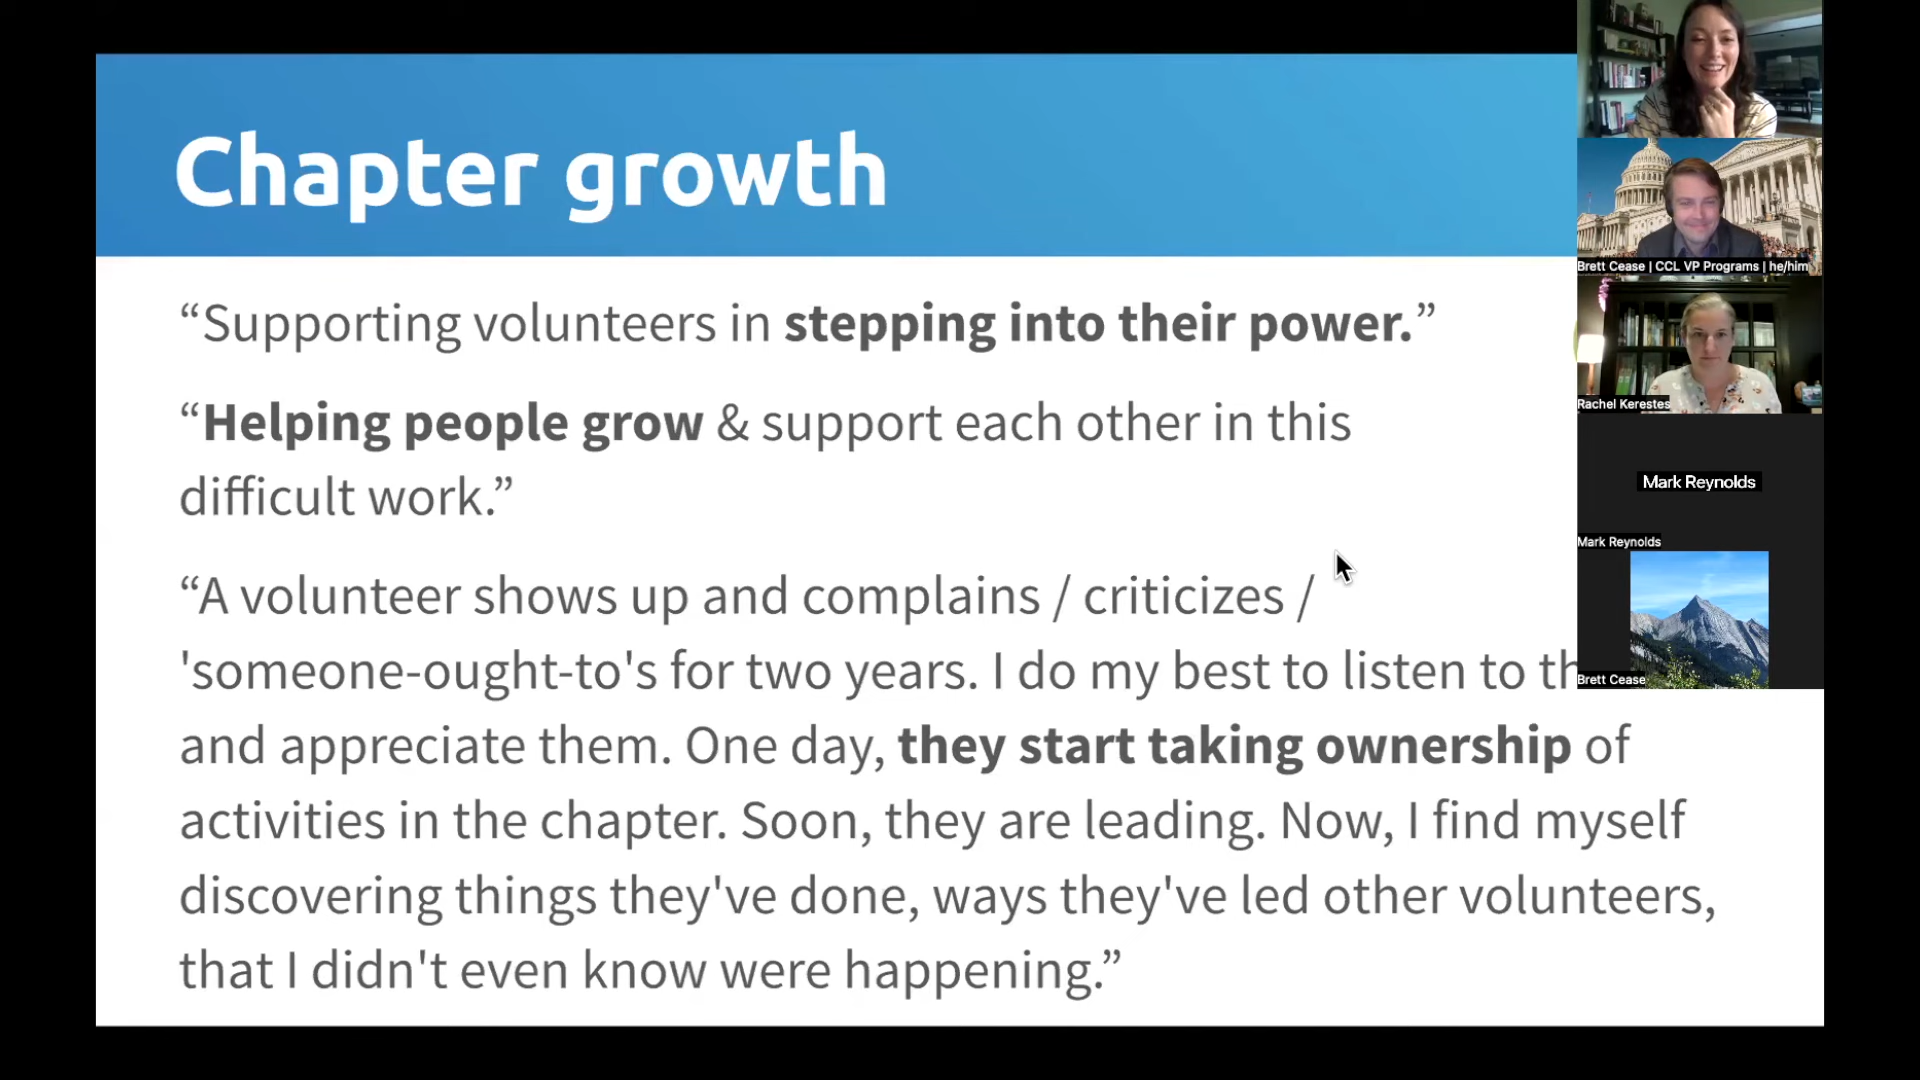 Chapter growth
“Supporting volunteers in stepping into their power.”
“Helping people grow & support each other in this
difficult work.”
“A volunteer shows up and complains / criticizes /
'someone-ought-to's for two years. I do my best to listen to
and appreciate them. One day, they start taking ownership of
activities in the chapter. Soon, they are leading. Now, I find myself
discovering things they've done, ways they've led other volunteers,
that I didn't even know were happening.”
Brett Cease | CCL VP Programs | he/him
Rachel Kerestes
Mark Reynolds
Mark Reynolds
Brett Cease